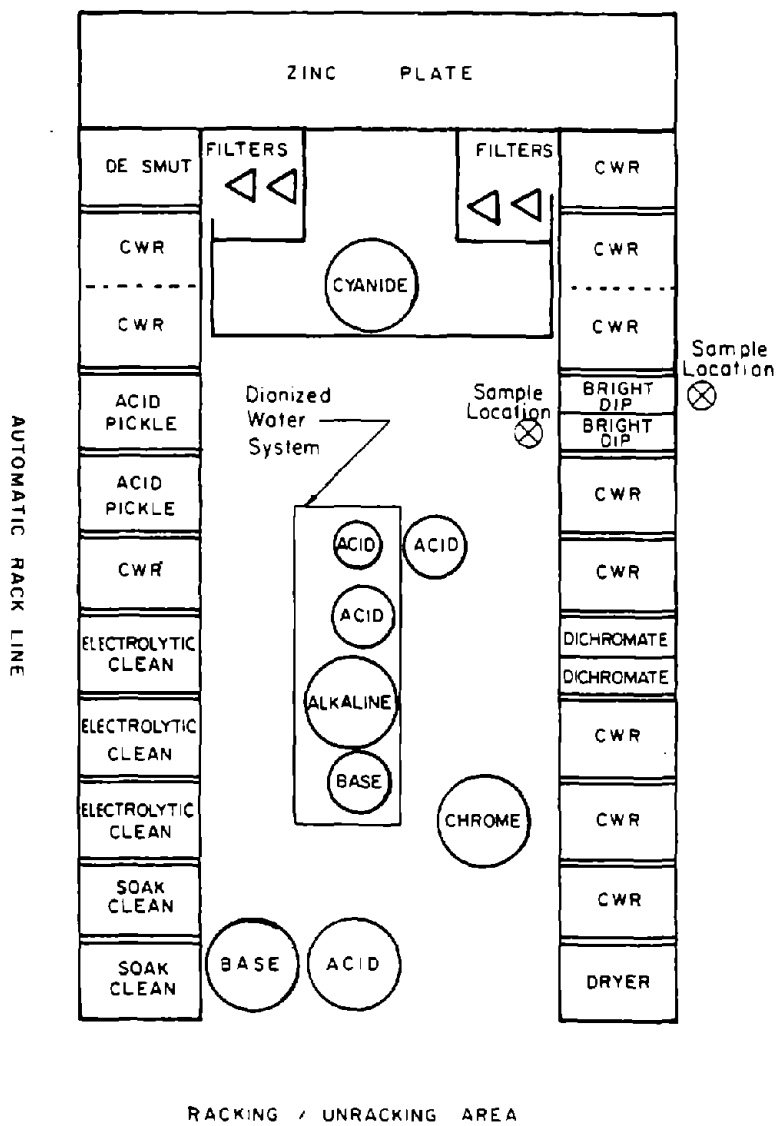 ZINC PLATE
DE SMUT
FILTERS
FILTERS
CWR
CWR
CWR
CYANIDE
CWR
CWR
Sample
Location
ACID
PICKLE
Dionized
Water
System
Sample
Location
BRIGHT
DIP
BRIGHT
DIP
ACID
PICKLE
CWR
ACID
ACID
CWR
CWR
ACID
ELECTROLYTIC
CLEAN
DICHROMATE
DICHROMATE
ALKALINE
ELECTROLYTIC
CLEAN
CWR
BASE
ELECTROLYTIC
CLEAN
CHROME
CWR
SOAK
CLEAN
CWR
SOAK
CLEAN
BASE
ACID
DRYER
AUTOMATIC RACK LINE
RACKING / UNRACKING AREA